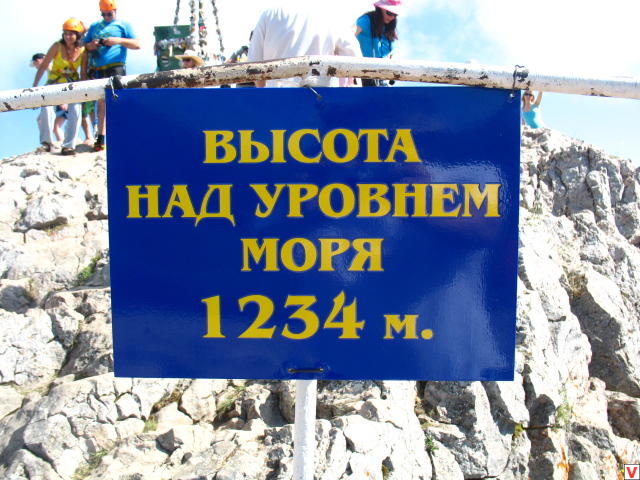 ВЫСОТА
НАД УРОВНЕМ
МОРЯ
1234 м.
V